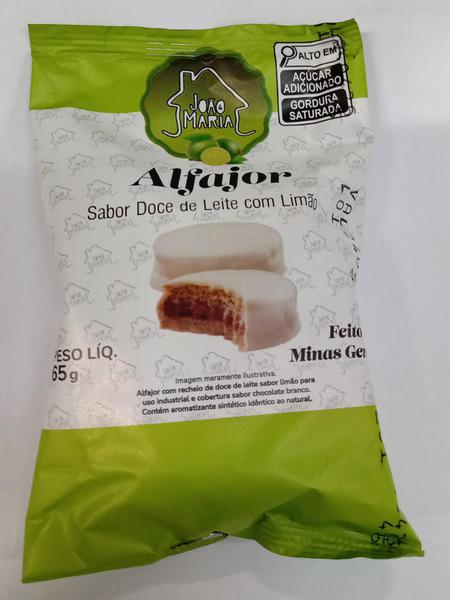 JOÃO
MARIA
ALTO EM
AÇÚCAR
ADICIONADO
GORDURA
SATURADA
Alfajor
Sabor Doce de Leite com Limão
PESO LÍQ.
65g
Feito
Minas Ger
Imagem meramente ilustrativa.
Alfajor com recheio de doce de leite sabor limão para
uso industrial e cobertura sabor chocolate branco.
Contém aromatizante sintético idêntico ao natural.